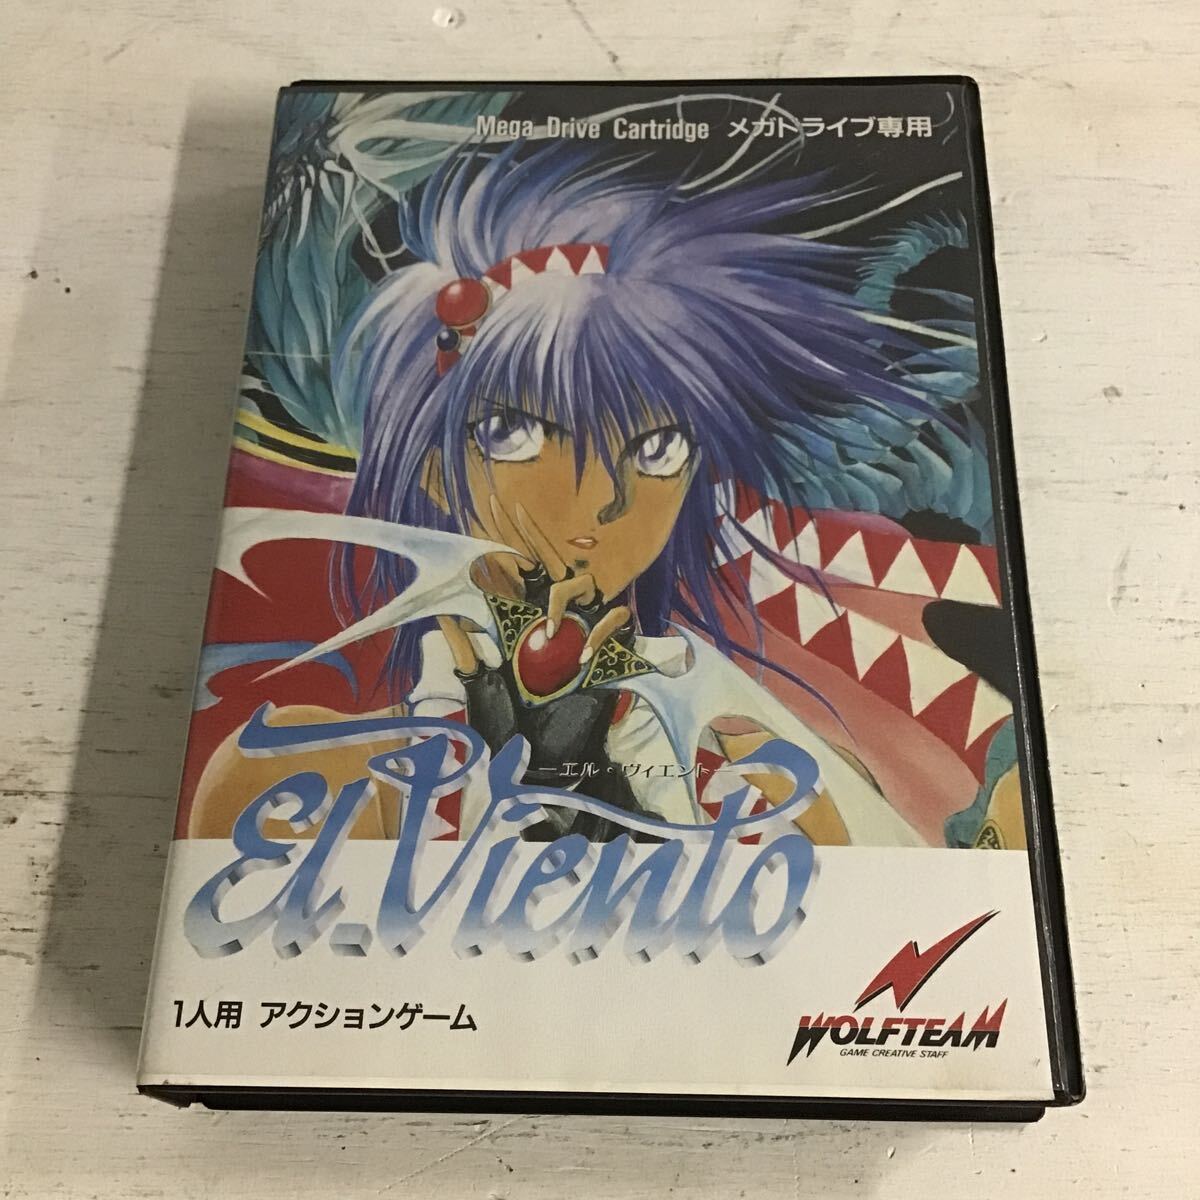 Mega Drive Cartridge メガドライブ専用
ーエル・ヴィエントー
El.Viento
1人用 アクションゲーム
WOLFTEAM
GAME CREATIVE STAFF